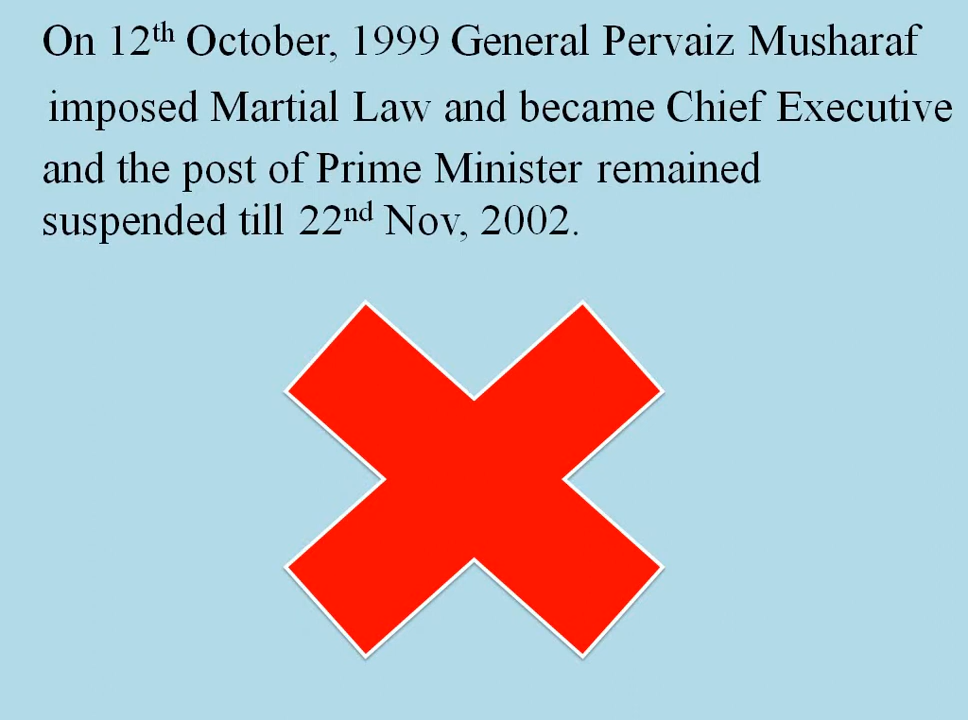 On 12th October, 1999 General Pervaiz Musharaf
imposed Martial Law and became Chief Executive
and the post of Prime Minister remained
suspended till 22nd Nov, 2002.